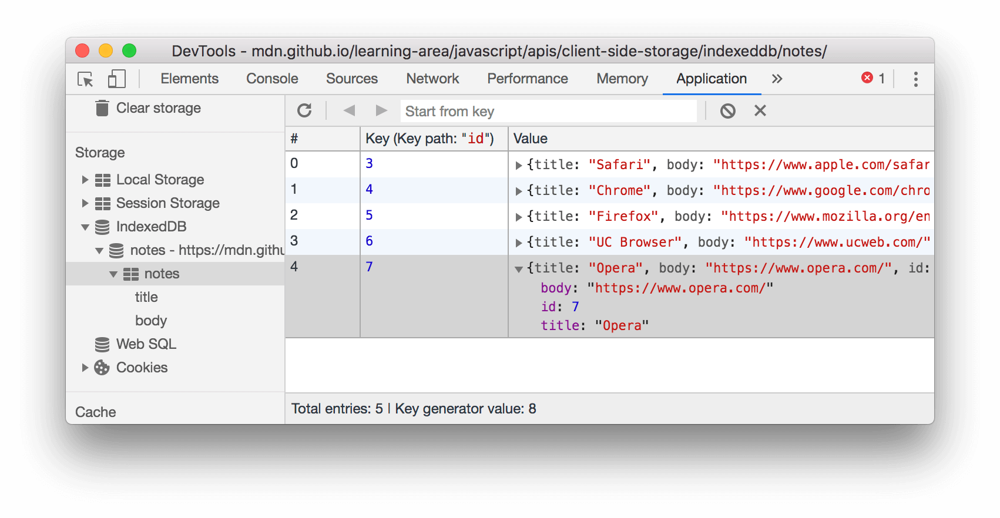 DevTools - mdn.github.io/learning-area/javascript/apis/client-side-storage/indexeddb/notes/
Elements Console Sources Network Performance Memory Application » 1
Clear storage
Storage
Local Storage
Session Storage
IndexedDB
notes - https://mdn.githu
notes
title
body
Web SQL
Cookies
Cache
Start from key
# Key (Key path: "id") Value
0 3 {title: "Safari", body: "https://www.apple.com/safar
1 4 {title: "Chrome", body: "https://www.google.com/chro
2 5 {title: "Firefox", body: "https://www.mozilla.org/en
3 6 {title: "UC Browser", body: "https://www.ucweb.com/"
4 7 {title: "Opera", body: "https://www.opera.com/", id:
body: "https://www.opera.com/"
id: 7
title: "Opera"
Total entries: 5 | Key generator value: 8